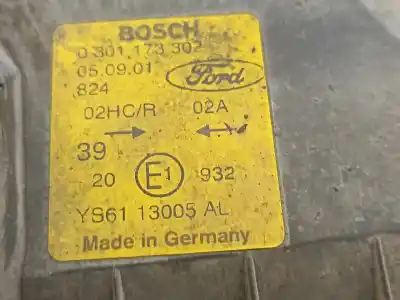 BOSCH
0 301 173 302
05.09.01
Ford
824
02HC/R 02A
39
20 E1 932
YS61 13005 AL
Made in Germany